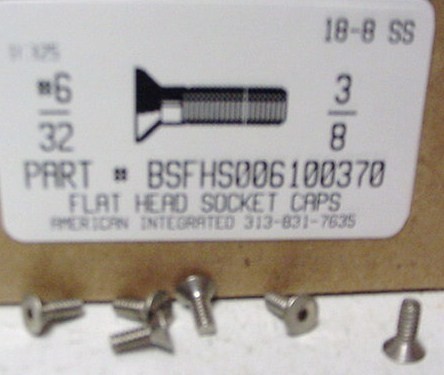 18-8 SS
#6
32
3
8
PART # BSFHS006100370
FLAT HEAD SOCKET CAPS
AMERICAN INTEGRATED 313-831-7635